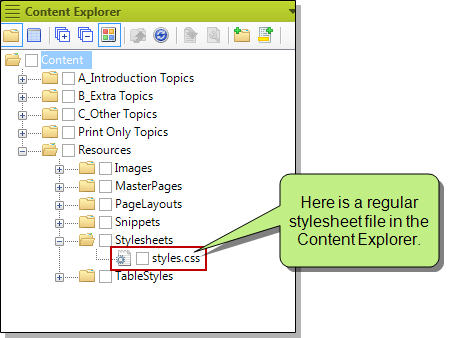 Content Explorer
Content
A_Introduction Topics
B_Extra Topics
C_Other Topics
Print Only Topics
Resources
Images
MasterPages
PageLayouts
Snippets
Stylesheets
styles.css
TableStyles
Here is a regular
stylesheet file in the
Content Explorer.